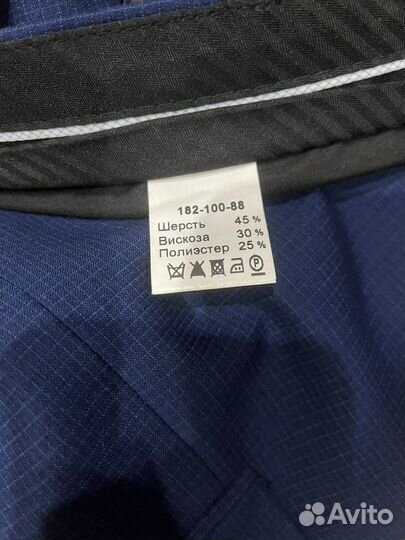 182-100-88
Шерсть 45%
Вискоза 30%
Полиэстер 25%
P
Avito